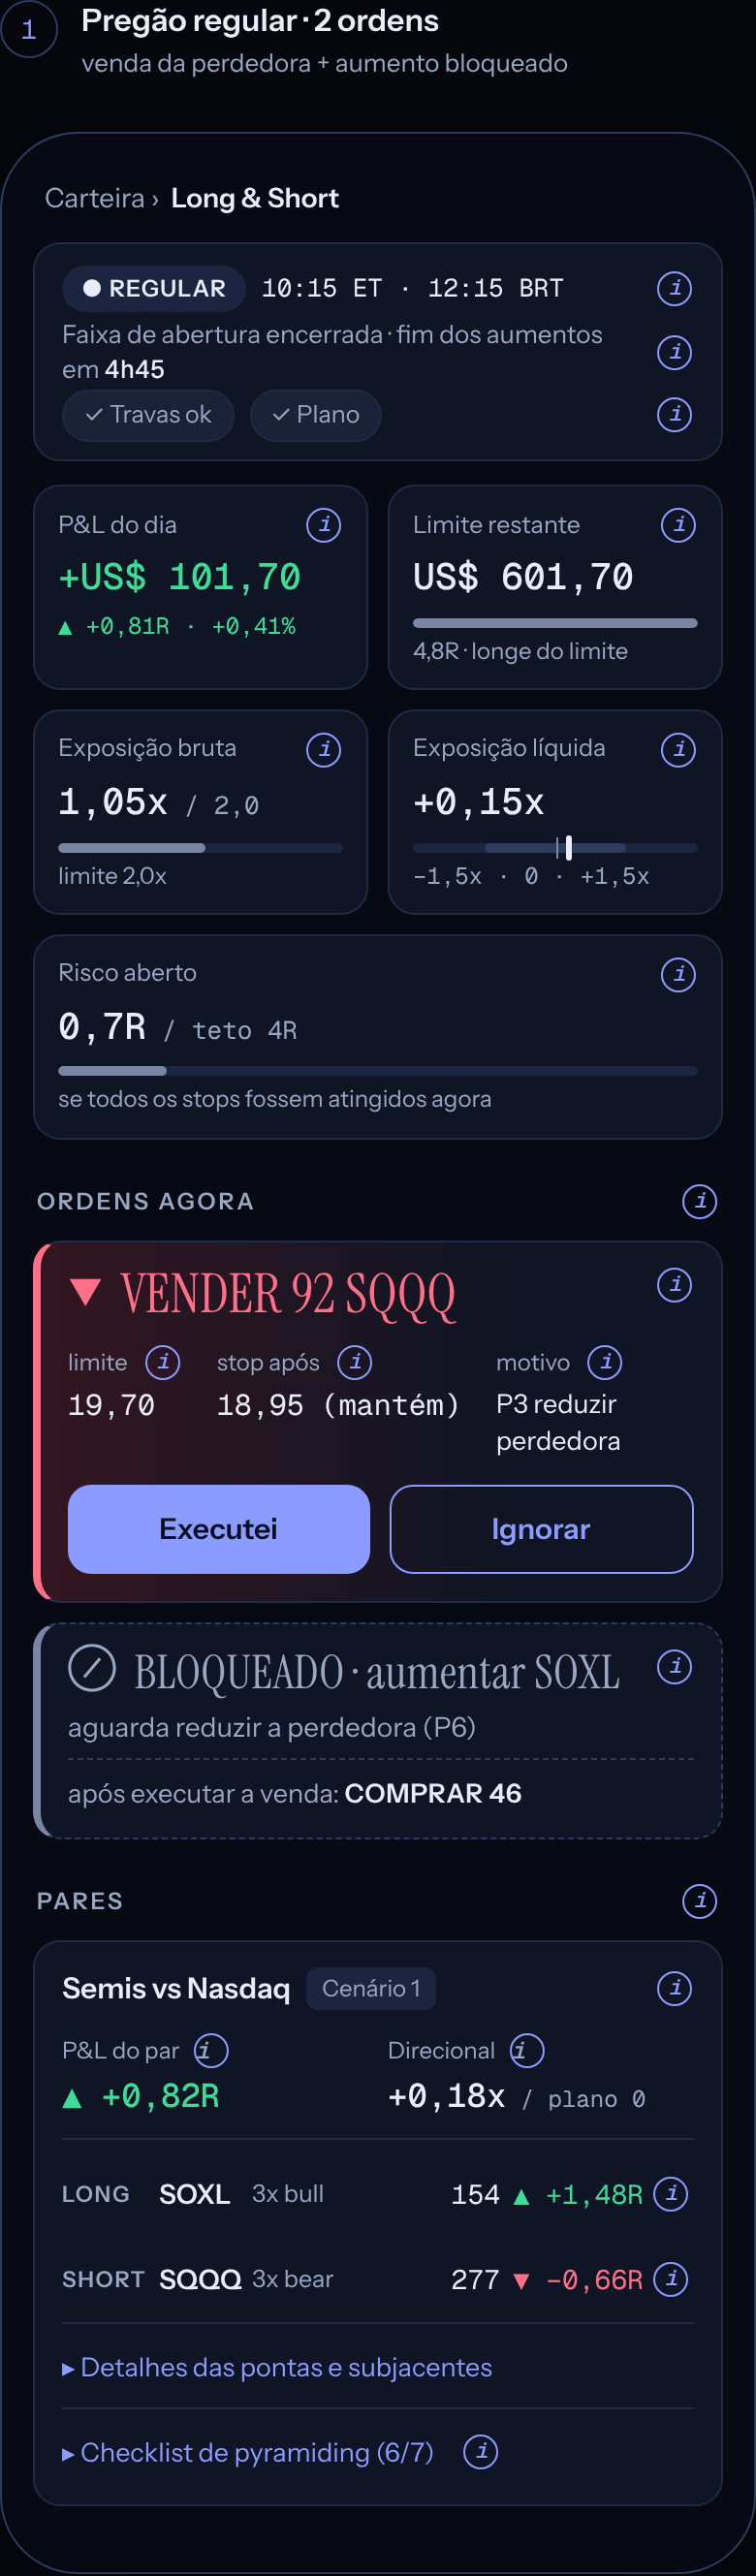 1
Pregão regular · 2 ordens
venda da perdedora + aumento bloqueado
Carteira › Long & Short
● REGULAR 10:15 ET · 12:15 BRT i
Faixa de abertura encerrada · fim dos aumentos
em 4h45 i
✓ Travas ok ✓ Plano i
P&L do dia i
+US$ 101,70
▲ +0,81R · +0,41%
Limite restante i
US$ 601,70
4,8R · longe do limite
Exposição bruta i
1,05x / 2,0
limite 2,0x
Exposição líquida i
+0,15x
−1,5x · 0 · +1,5x
Risco aberto i
0,7R / teto 4R
se todos os stops fossem atingidos agora
ORDENS AGORA i
▼ VENDER 92 SQQQ i
limite i stop após i motivo i
19,70 18,95 (mantém) P3 reduzir
perdedora
Executei Ignorar
BLOQUEADO · aumentar SOXL i
aguarda reduzir a perdedora (P6)
após executar a venda: COMPRAR 46
PARES i
Semis vs Nasdaq Cenário 1 i
P&L do par i Direcional i
▲ +0,82R +0,18x / plano 0
LONG SOXL 3x bull 154 ▲ +1,48R i
SHORT SQQQ 3x bear 277 ▼ −0,66R i
▸ Detalhes das pontas e subjacentes
▸ Checklist de pyramiding (6/7) i